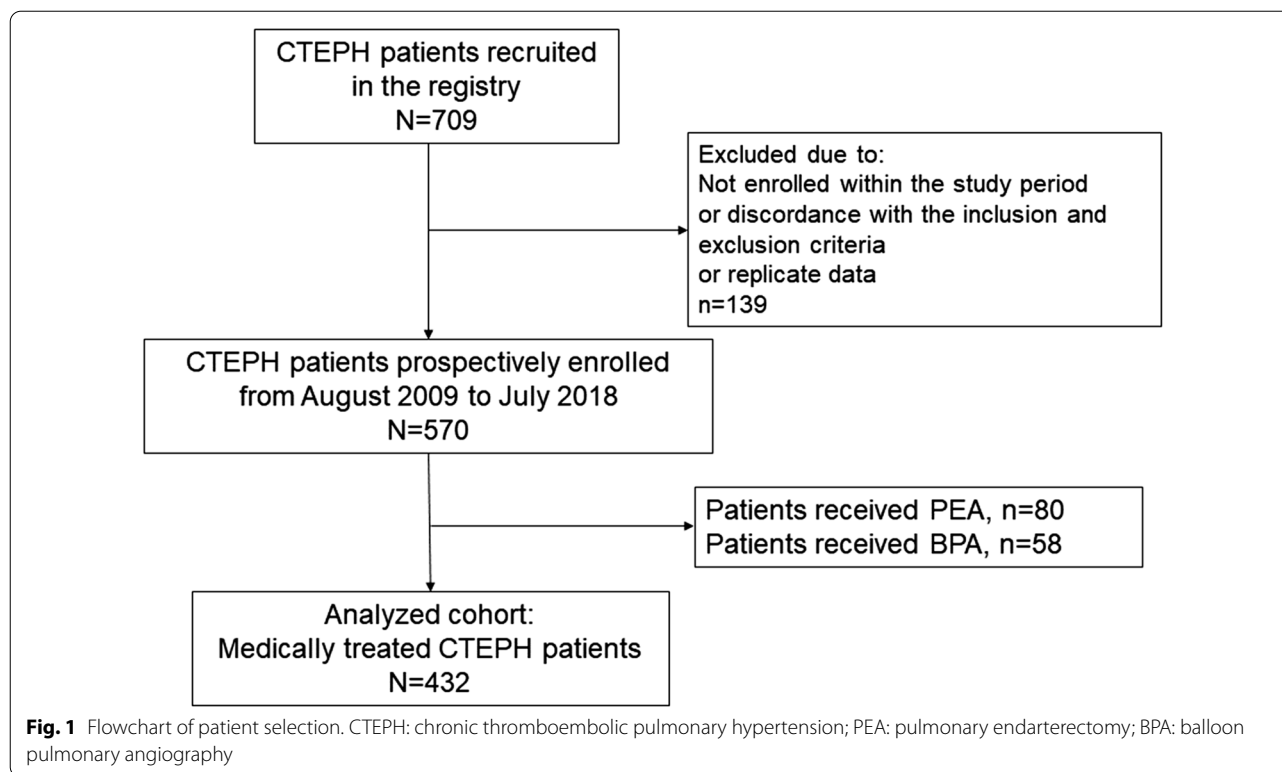 CTEPH patients recruited
in the registry
N=709
Excluded due to:
Not enrolled within the study period
or discordance with the inclusion and
exclusion criteria
or replicate data
n=139
CTEPH patients prospectively enrolled
from August 2009 to July 2018
N=570
Patients received PEA, n=80
Patients received BPA, n=58
Analyzed cohort:
Medically treated CTEPH patients
N=432
Fig. 1 Flowchart of patient selection. CTEPH: chronic thromboembolic pulmonary hypertension; PEA: pulmonary endarterectomy; BPA: balloon
pulmonary angiography